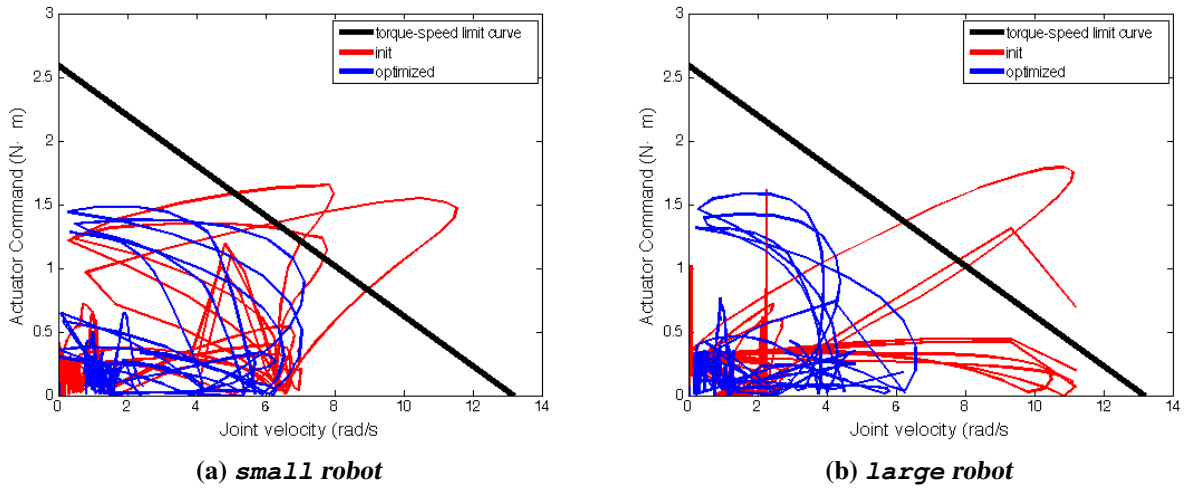 3
2.5
2
1.5
1
0.5
0
0 2 4 6 8 10 12 14
Actuator Command (N· m)
Joint velocity (rad/s
torque-speed limit curve
init
optimized
(a) small robot
3
2.5
2
1.5
1
0.5
0
0 2 4 6 8 10 12 14
Actuator Command (N· m)
Joint velocity (rad/s
torque-speed limit curve
init
optimized
(b) large robot